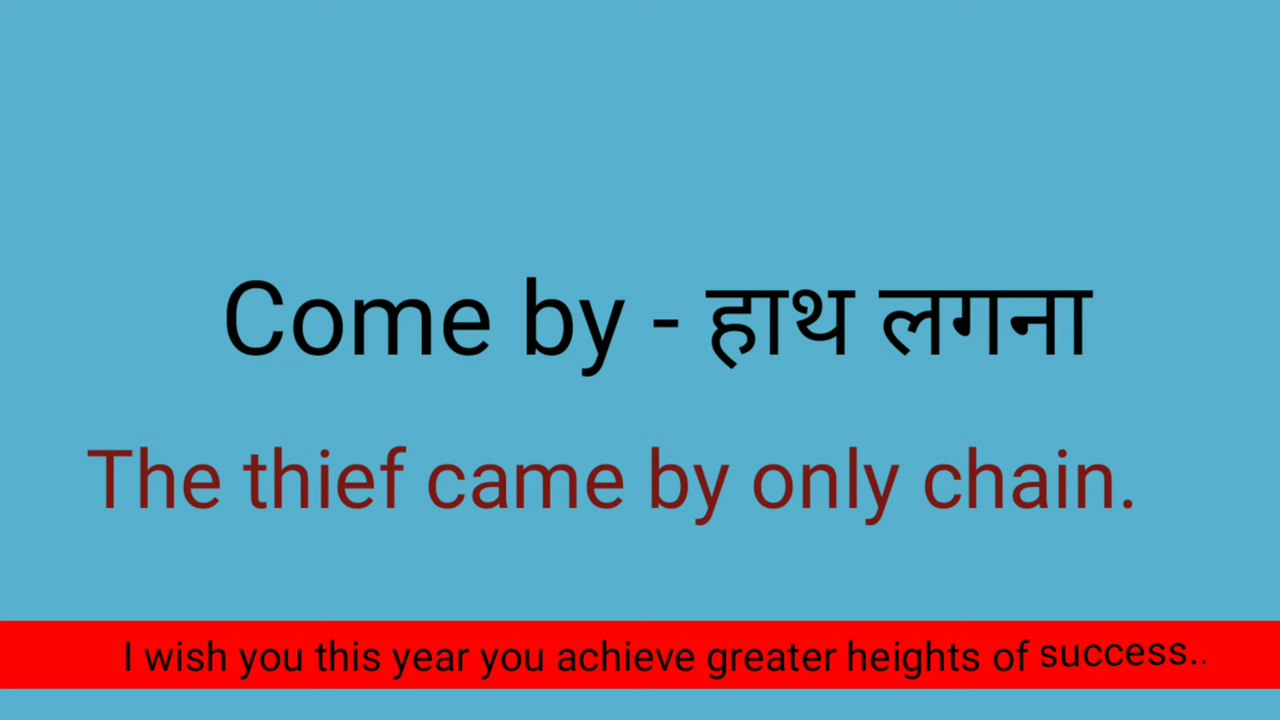 Come by - हाथ लगना
The thief came by only chain.
I wish you this year you achieve greater heights of success..